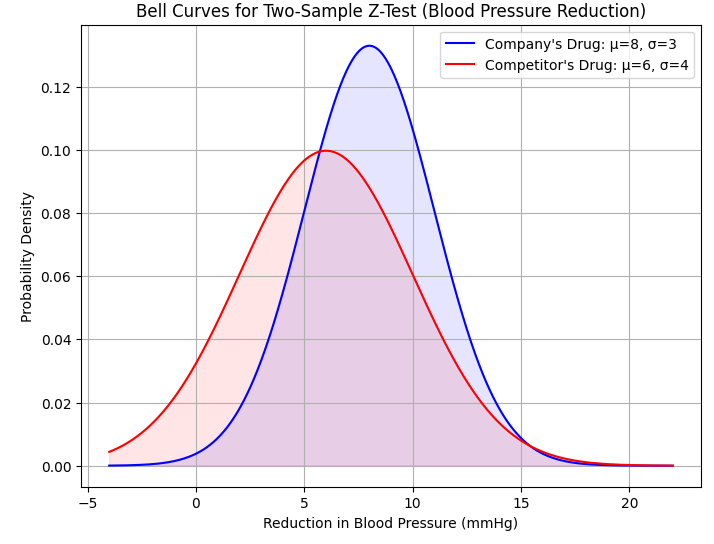 Bell Curves for Two-Sample Z-Test (Blood Pressure Reduction)
Company's Drug: μ=8, σ=3
Competitor's Drug: μ=6, σ=4
Probability Density
0.12
0.10
0.08
0.06
0.04
0.02
0.00
−5 0 5 10 15 20
Reduction in Blood Pressure (mmHg)